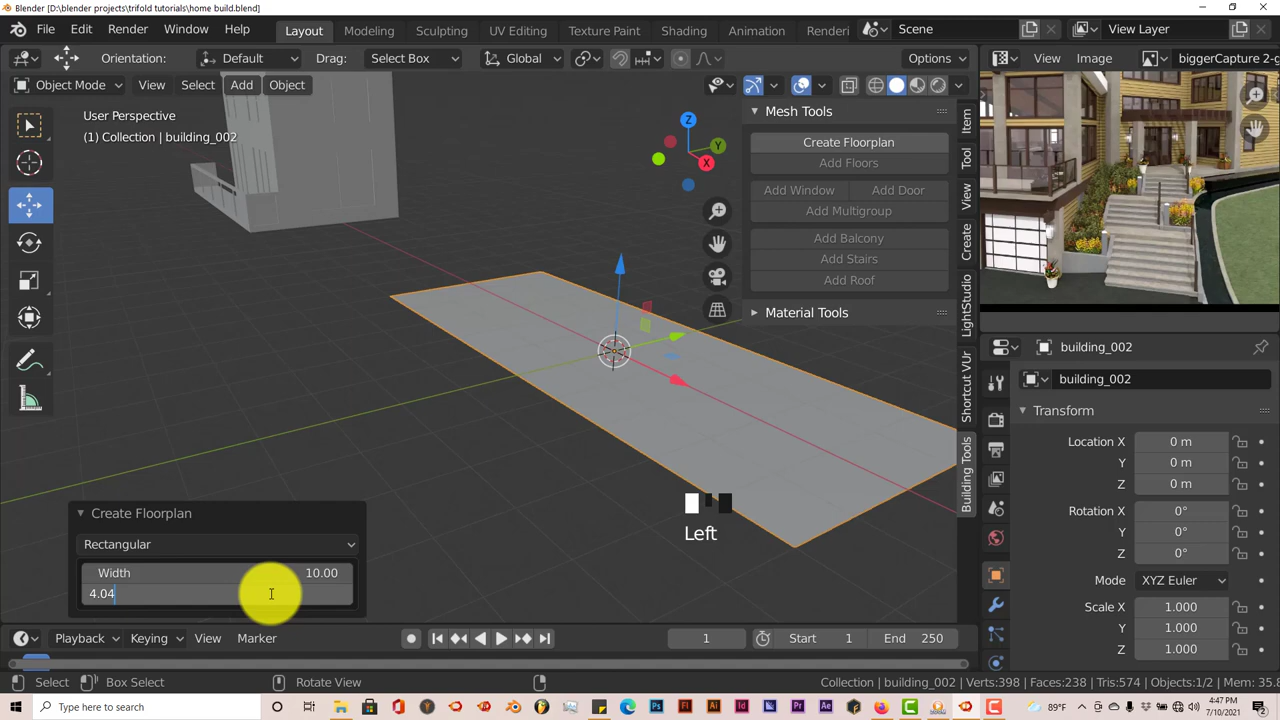 Blender [D:\blender projects\trifold tutorials\home build.blend]
File Edit Render Window Help Layout Modeling Sculpting UV Editing Texture Paint Shading Animation Renderi Scene View Layer
Orientation: Default Drag: Select Box Global Options View Image biggerCapture 2-g
Object Mode View Select Add Object
User Perspective
(1) Collection | building_002
Z
Y
X
Mesh Tools
Create Floorplan
Add Floors
Add Window Add Door
Add Multigroup
Add Balcony
Add Stairs
Add Roof
Material Tools
Item
Tool
View
Create
LightStudio
Shortcut VUr
Building Tools
building_002
building_002
Transform
Location X 0 m
Y 0 m
Z 0 m
Rotation X 0°
Y 0°
Z 0°
Mode XYZ Euler
Scale X 1.000
Y 1.000
Z 1.000
Left
Create Floorplan
Rectangular
Width 10.00
4.04
Playback Keying View Marker 1 Start 1 End 250
Select Box Select Rotate View Collection | building_002 | Verts:398 | Faces:238 | Tris:574 | Objects:1/2 | Mem: 35.8
Type here to search 89°F 4:47 PM
7/10/2021